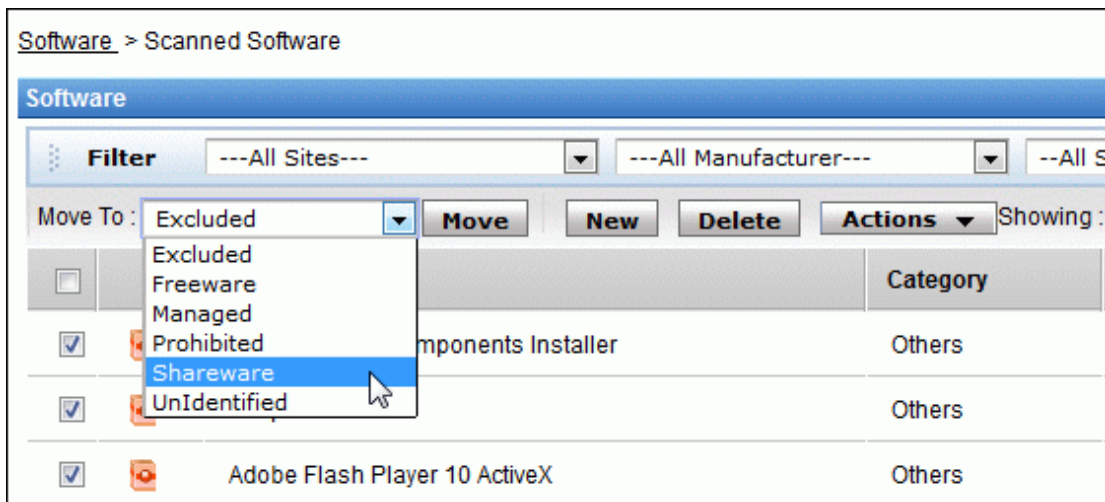 Software > Scanned Software
Software
Filter ---All Sites--- ---All Manufacturer--- --All S
Move To : Excluded Move New Delete Actions Showing :
Excluded
Freeware
Managed
Prohibited
Shareware
UnIdentified
Category
mponents Installer Others
Others
Adobe Flash Player 10 ActiveX Others